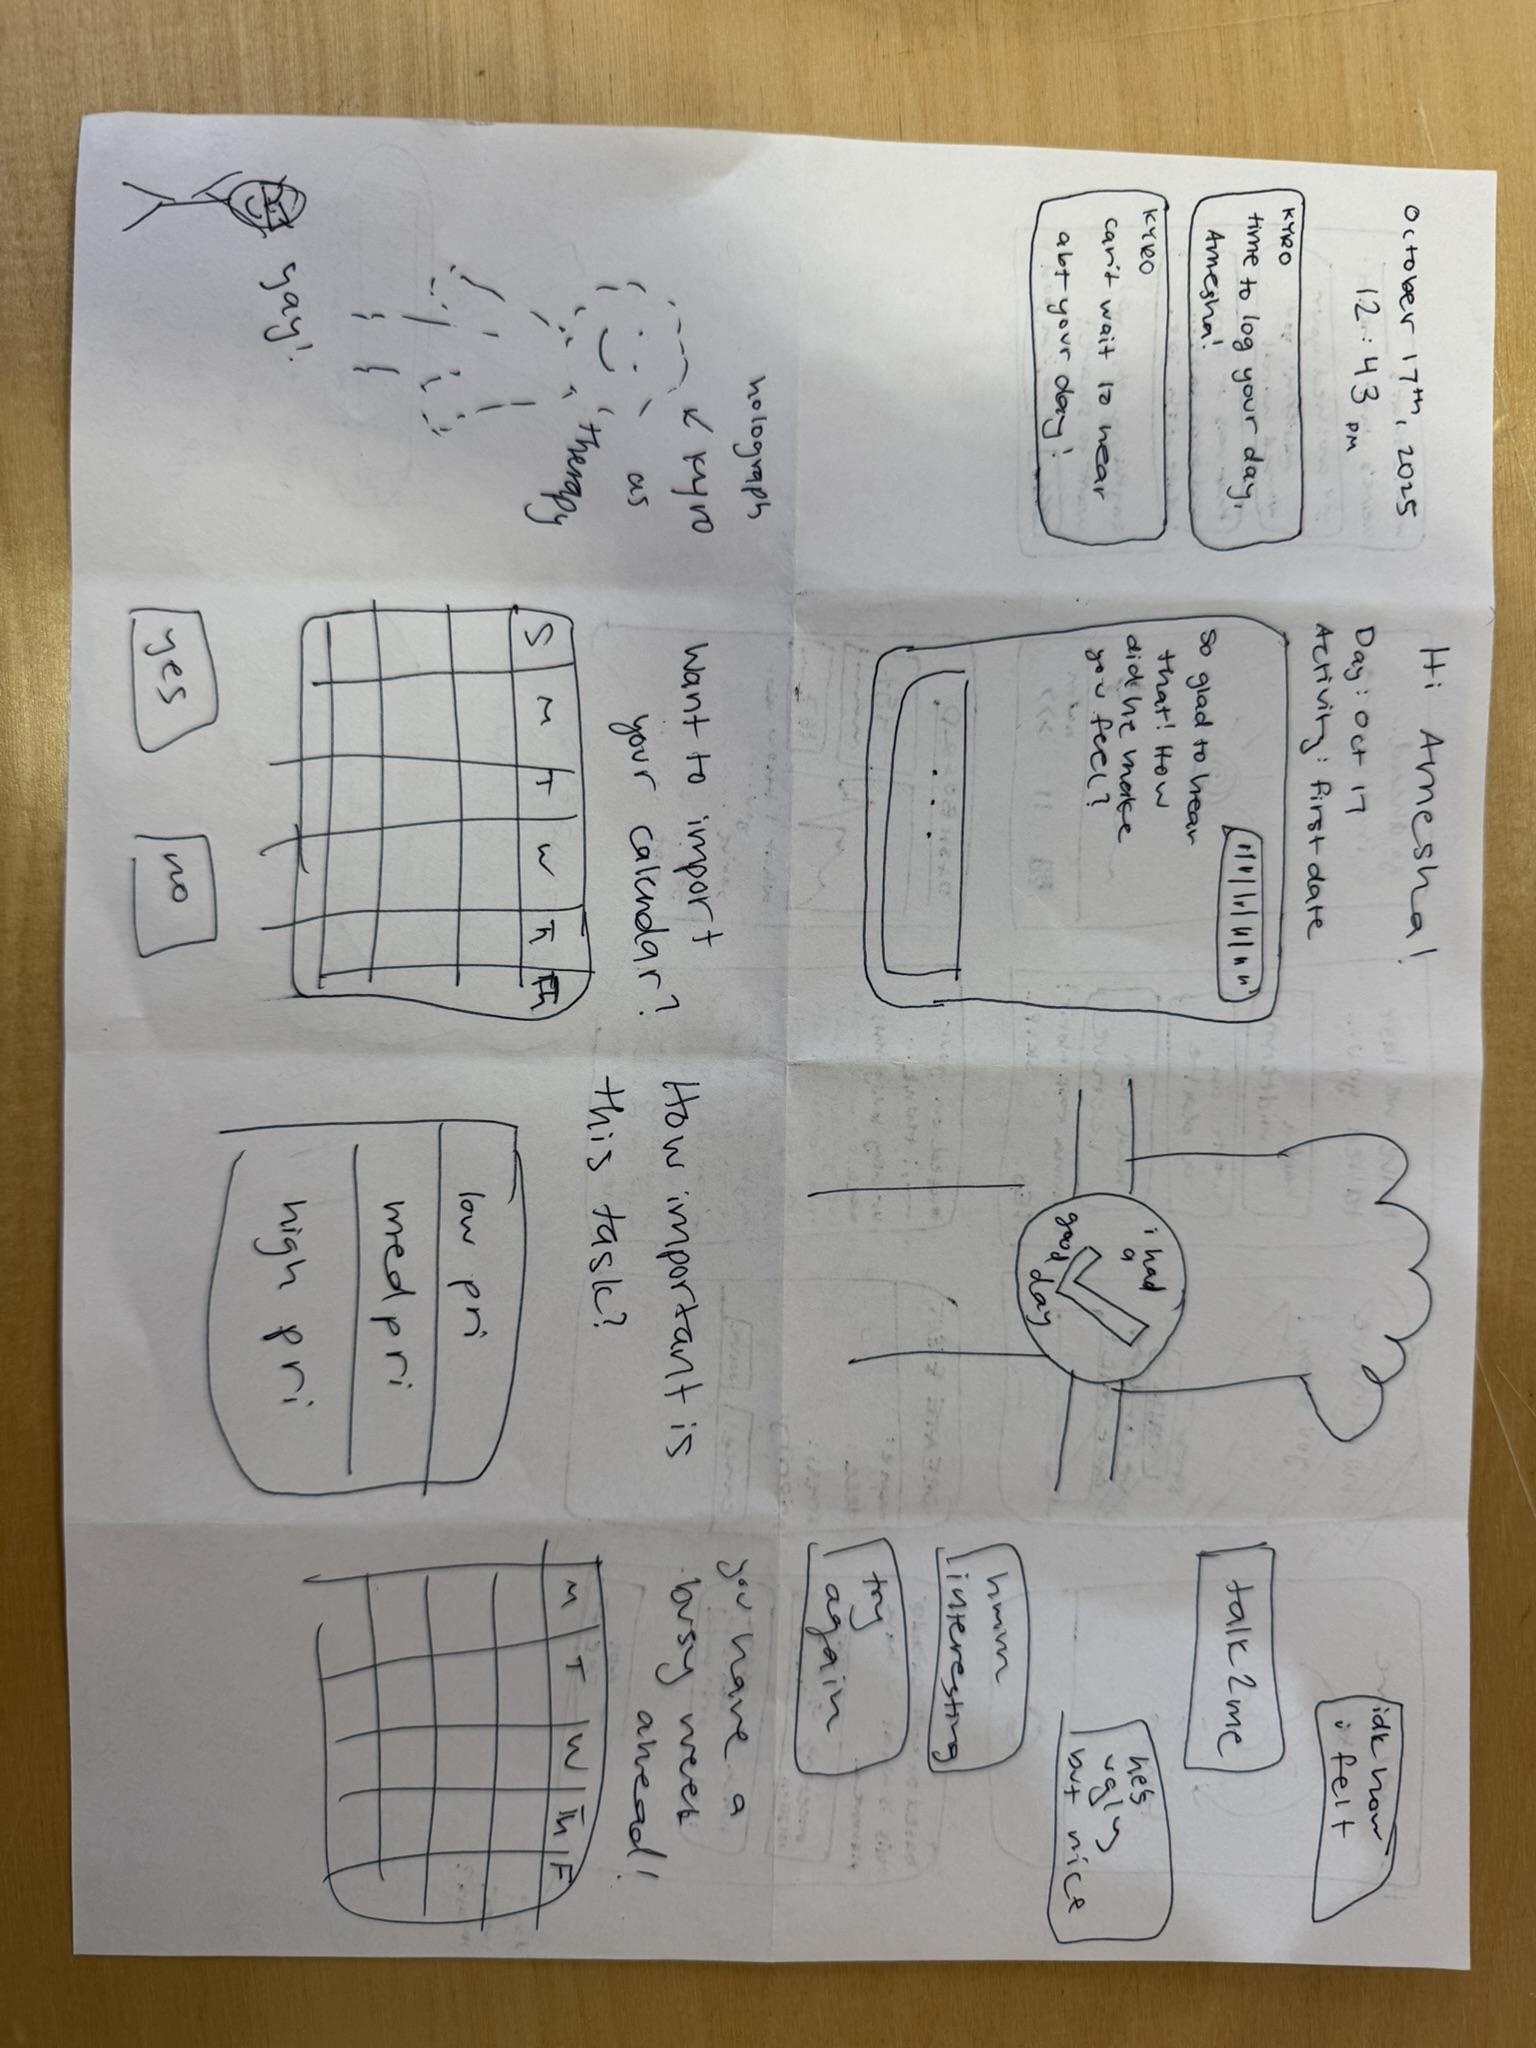 October 17th, 2025
12:43 PM
KYRO
time to log your day,
Amesha!
KYRO
can't wait to hear
abt your day!
Hi Amesha!
Day: Oct 17
Activity: first date
so glad to hear
that! How
did he make
you feel?
...
i had
a
good day
idk how
i felt
talk 2 me
he's
ugly
but nice
hmm
interesting
try
again
holograph
kyro
as
therapy
yay!
Want to import
your calendar?
S M T W Th
yes no
How important is
this task?
low pri
med pri
high pri
you have a
busy week
ahead!
M T W Th F